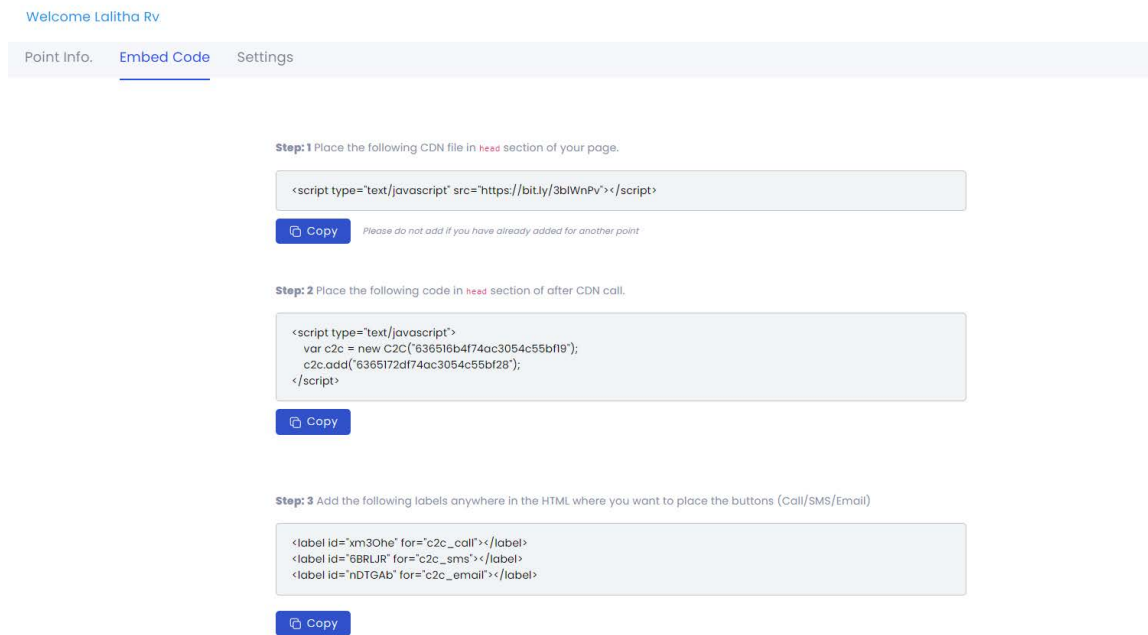 Welcome Lalitha Rv
Point Info. Embed Code Settings
Step: 1 Place the following CDN file in head section of your page.
<script type="text/javascript" src="https://bit.ly/3blWnPv"></script>
Copy Please do not add if you have already added for another point
Step: 2 Place the following code in head section of after CDN call.
<script type="text/javascript">
var c2c = new C2C("636516b4f74ac3054c55bf19");
c2c.add("6365172df74ac3054c55bf28");
</script>
Copy
Step: 3 Add the following labels anywhere in the HTML where you want to place the buttons (Call/SMS/Email)
<label id="xm3Ohe" for="c2c_call"></label>
<label id="6BRLJR" for="c2c_sms"></label>
<label id="nDTGAb" for="c2c_email"></label>
Copy